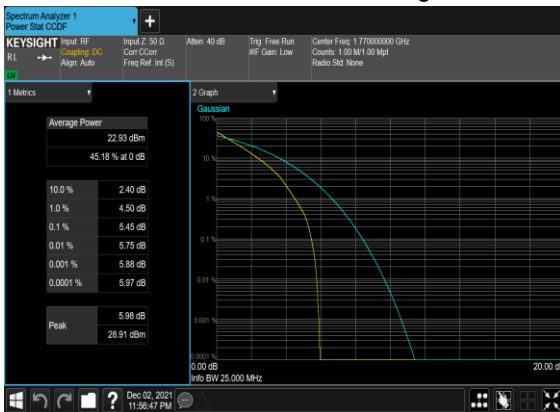 Spectrum Analyzer 1
Power Stat CCDF
+
KEYSIGHT
RL
Input: RF
Coupling: DC
Align: Auto
Input Z: 50 Ω
Corr CCorr
Freq Ref: Int (S)
Atten: 40 dB
Trig: Free Run
#IF Gain: Low
Center Freq: 1.770000000 GHz
Counts: 1.00 M/1.00 Mpt
Radio Std: None
LV
1 Metrics
Average Power
22.93 dBm
45.18 % at 0 dB
10.0 % 2.40 dB
1.0 % 4.50 dB
0.1 % 5.45 dB
0.01 % 5.75 dB
0.001 % 5.88 dB
0.0001 % 5.97 dB
Peak
5.98 dB
28.91 dBm
2 Graph
Gaussian
100 %
10 %
1 %
0.1 %
0.01 %
0.001 %
0.0001 %
0.00 dB
20.00 d
Info BW 25.000 MHz
?
Dec 02, 2021
11:56:47 PM